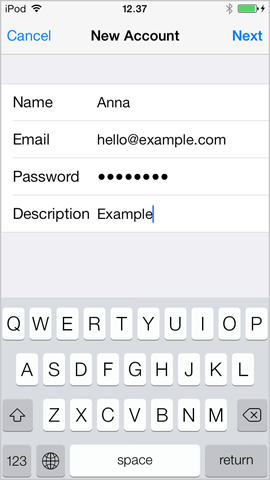 iPod 12.37
Cancel New Account Next
Name Anna
Email hello@example.com
Password ••••••••
Description Example
Q W E R T Y U I O P
A S D F G H J K L
Z X C V B N M
123 space return